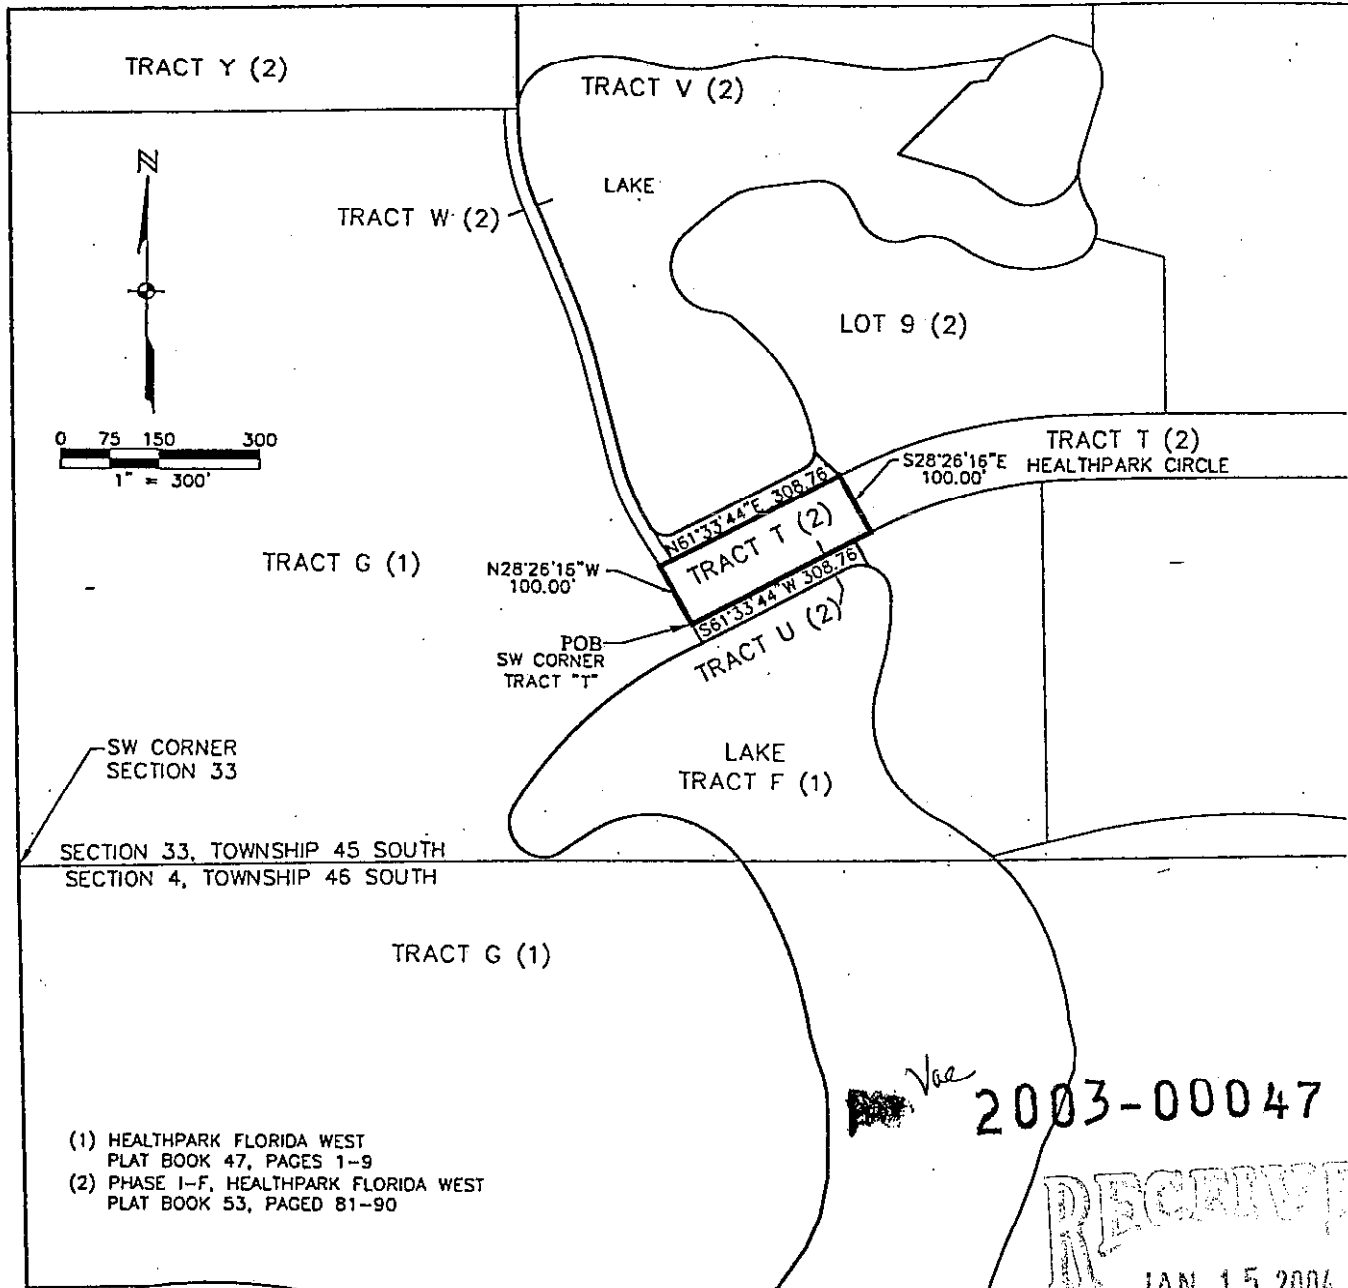 TRACT Y (2)
TRACT V (2)
N
LAKE
TRACT W (2)
LOT 9 (2)
0 75 150 300
1" = 300'
TRACT T (2)
HEALTHPARK CIRCLE
S28°26'16"E
100.00'
N61°33'44"E 308.76
TRACT T (2)
TRACT G (1)
N28°26'16"W
100.00'
S61°33'44"W 308.76
TRACT U (2)
POB
SW CORNER
TRACT "T"
SW CORNER
SECTION 33
LAKE
TRACT F (1)
SECTION 33, TOWNSHIP 45 SOUTH
SECTION 4, TOWNSHIP 46 SOUTH
TRACT G (1)
Vac 2003-00047
(1) HEALTHPARK FLORIDA WEST
PLAT BOOK 47, PAGES 1-9
(2) PHASE I-F, HEALTHPARK FLORIDA WEST
PLAT BOOK 53, PAGED 81-90
RECEIVE
JAN 15 2004